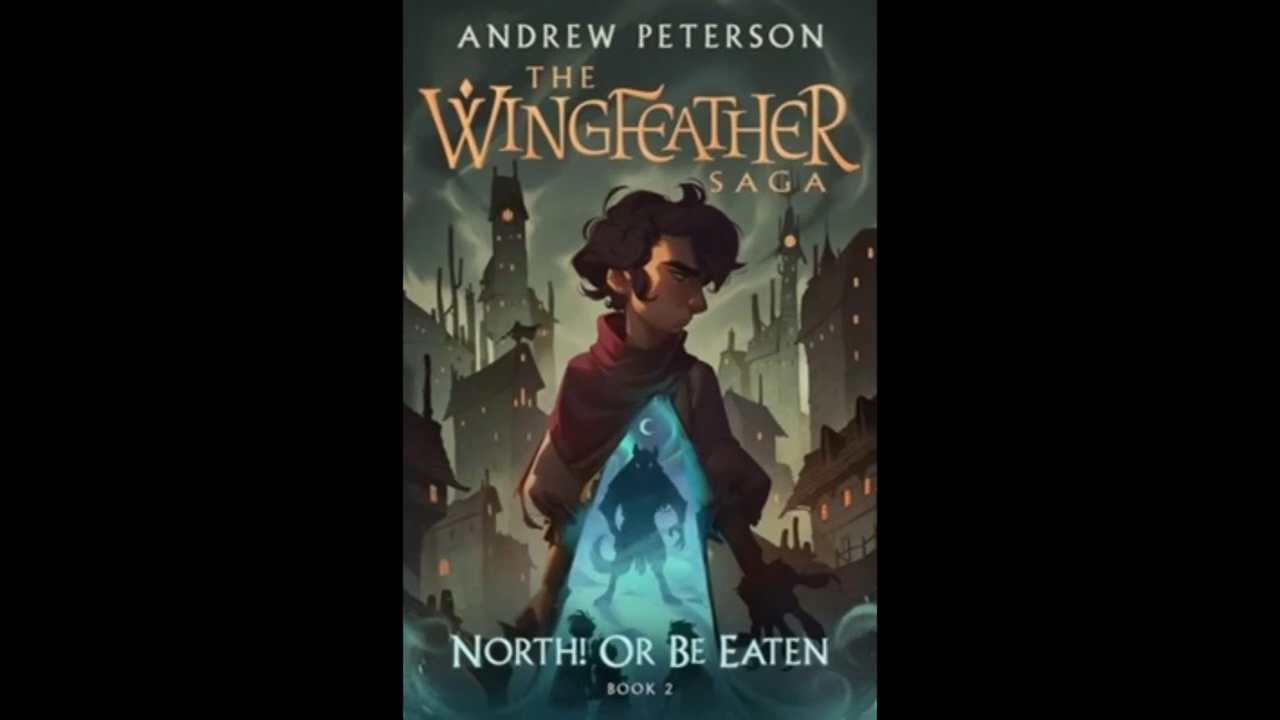 ANDREW PETERSON
THE
WINGFEATHER
SAGA
NORTH! OR BE EATEN
BOOK 2